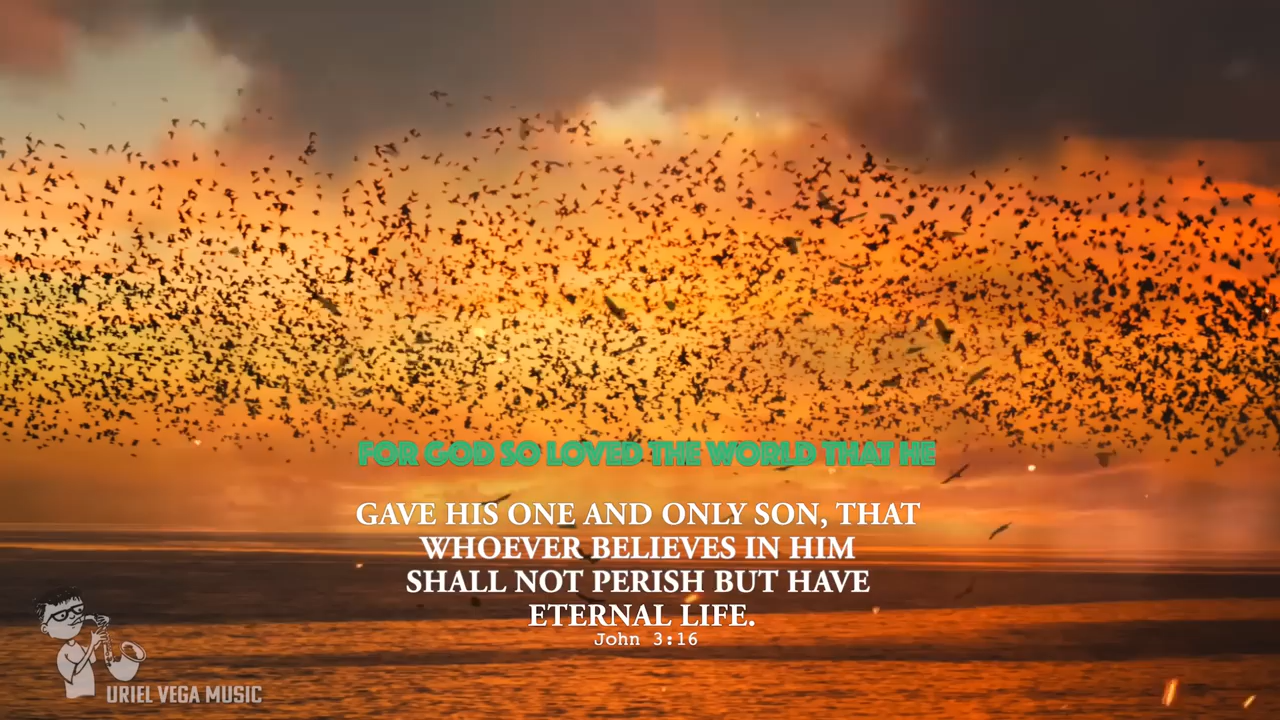 FOR GOD SO LOVED THE WORLD THAT HE
GAVE HIS ONE AND ONLY SON, THAT
WHOEVER BELIEVES IN HIM
SHALL NOT PERISH BUT HAVE
ETERNAL LIFE.
John 3:16
URIEL VEGA MUSIC